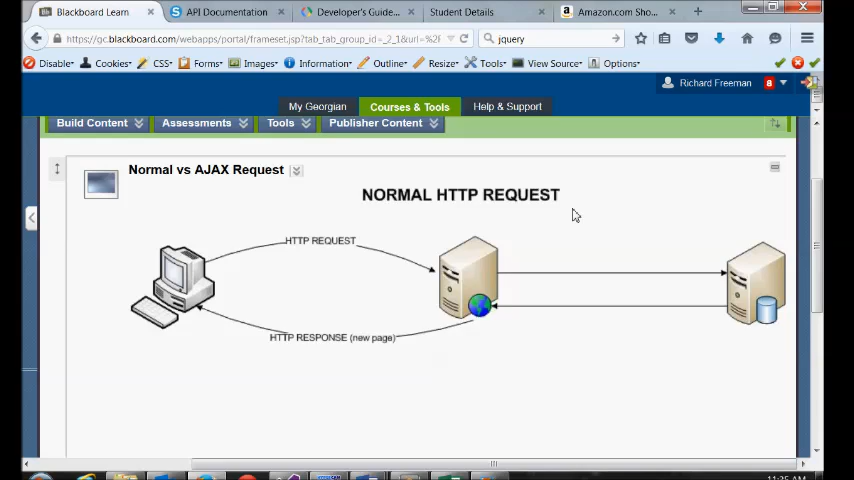 Blackboard Learn
API Documentation
Developer's Guide...
Student Details
Amazon.com Sho...
https://gc.blackboard.com/webapps/portal/frameset.jsp?tab_tab_group_id=_2_1&url=%2F
jquery
Disable
Cookies
CSS
Forms
Images
Information
Outline
Resize
Tools
View Source
Options
Richard Freeman
8
My Georgian
Courses & Tools
Help & Support
Build Content
Assessments
Tools
Publisher Content
Normal vs AJAX Request
NORMAL HTTP REQUEST
HTTP REQUEST
HTTP RESPONSE (new page)
11:35 AM